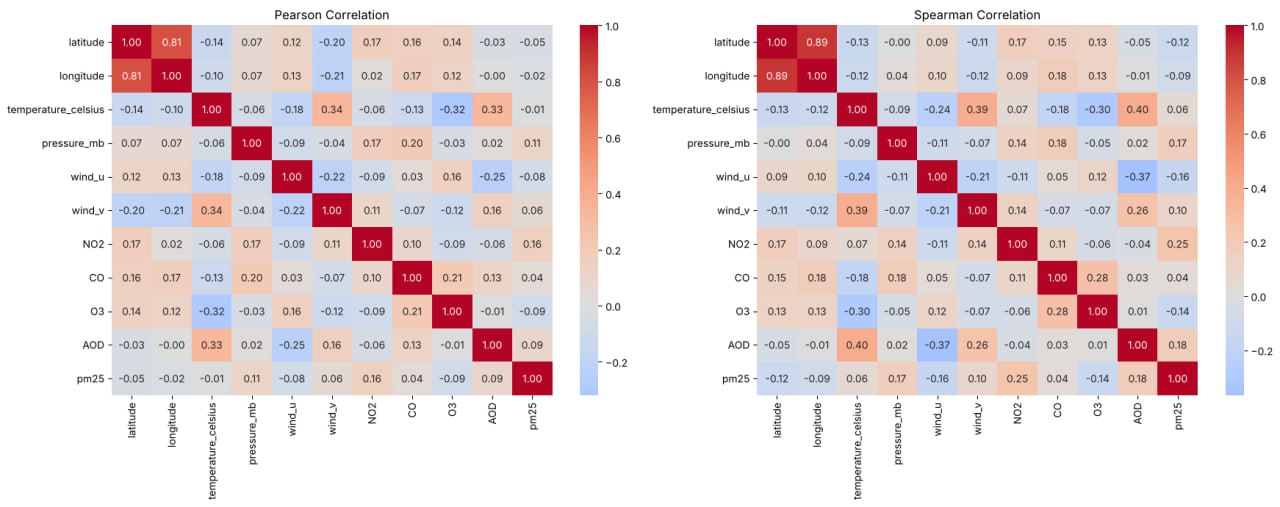 Pearson Correlation
latitude 1.00 0.81 -0.14 0.07 0.12 -0.20 0.17 0.16 0.14 -0.03 -0.05
longitude 0.81 1.00 -0.10 0.07 0.13 -0.21 0.02 0.17 0.12 -0.00 -0.02
temperature_celsius -0.14 -0.10 1.00 -0.06 -0.18 0.34 -0.06 -0.13 -0.32 0.33 -0.01
pressure_mb 0.07 0.07 -0.06 1.00 -0.09 -0.04 0.17 0.20 -0.03 0.02 0.11
wind_u 0.12 0.13 -0.18 -0.09 1.00 -0.22 -0.09 0.03 0.16 -0.25 -0.08
wind_v -0.20 -0.21 0.34 -0.04 -0.22 1.00 0.11 -0.07 -0.12 0.16 0.06
NO2 0.17 0.02 -0.06 0.17 -0.09 0.11 1.00 0.10 -0.09 -0.06 0.16
CO 0.16 0.17 -0.13 0.20 0.03 -0.07 0.10 1.00 0.21 0.13 0.04
O3 0.14 0.12 -0.32 -0.03 0.16 -0.12 -0.09 0.21 1.00 -0.01 -0.09
AOD -0.03 -0.00 0.33 0.02 -0.25 0.16 -0.06 0.13 -0.01 1.00 0.09
pm25 -0.05 -0.02 -0.01 0.11 -0.08 0.06 0.16 0.04 -0.09 0.09 1.00
latitude longitude temperature_celsius pressure_mb wind_u wind_v NO2 CO O3 AOD pm25
1.0
0.8
0.6
0.4
0.2
0.0
−0.2
Spearman Correlation
latitude 1.00 0.89 -0.13 -0.00 0.09 -0.11 0.17 0.15 0.13 -0.05 -0.12
longitude 0.89 1.00 -0.12 0.04 0.10 -0.12 0.09 0.18 0.13 -0.01 -0.09
temperature_celsius -0.13 -0.12 1.00 -0.09 -0.24 0.39 0.07 -0.18 -0.30 0.40 0.06
pressure_mb -0.00 0.04 -0.09 1.00 -0.11 -0.07 0.14 0.18 -0.05 0.02 0.17
wind_u 0.09 0.10 -0.24 -0.11 1.00 -0.21 -0.11 0.05 0.12 -0.37 -0.16
wind_v -0.11 -0.12 0.39 -0.07 -0.21 1.00 0.14 -0.07 -0.07 0.26 0.10
NO2 0.17 0.09 0.07 0.14 -0.11 0.14 1.00 0.11 -0.06 -0.04 0.25
CO 0.15 0.18 -0.18 0.18 0.05 -0.07 0.11 1.00 0.28 0.03 0.04
O3 0.13 0.13 -0.30 -0.05 0.12 -0.07 -0.06 0.28 1.00 0.01 -0.14
AOD -0.05 -0.01 0.40 0.02 -0.37 0.26 -0.04 0.03 0.01 1.00 0.18
pm25 -0.12 -0.09 0.06 0.17 -0.16 0.10 0.25 0.04 -0.14 0.18 1.00
latitude longitude temperature_celsius pressure_mb wind_u wind_v NO2 CO O3 AOD pm25
1.0
0.8
0.6
0.4
0.2
0.0
−0.2